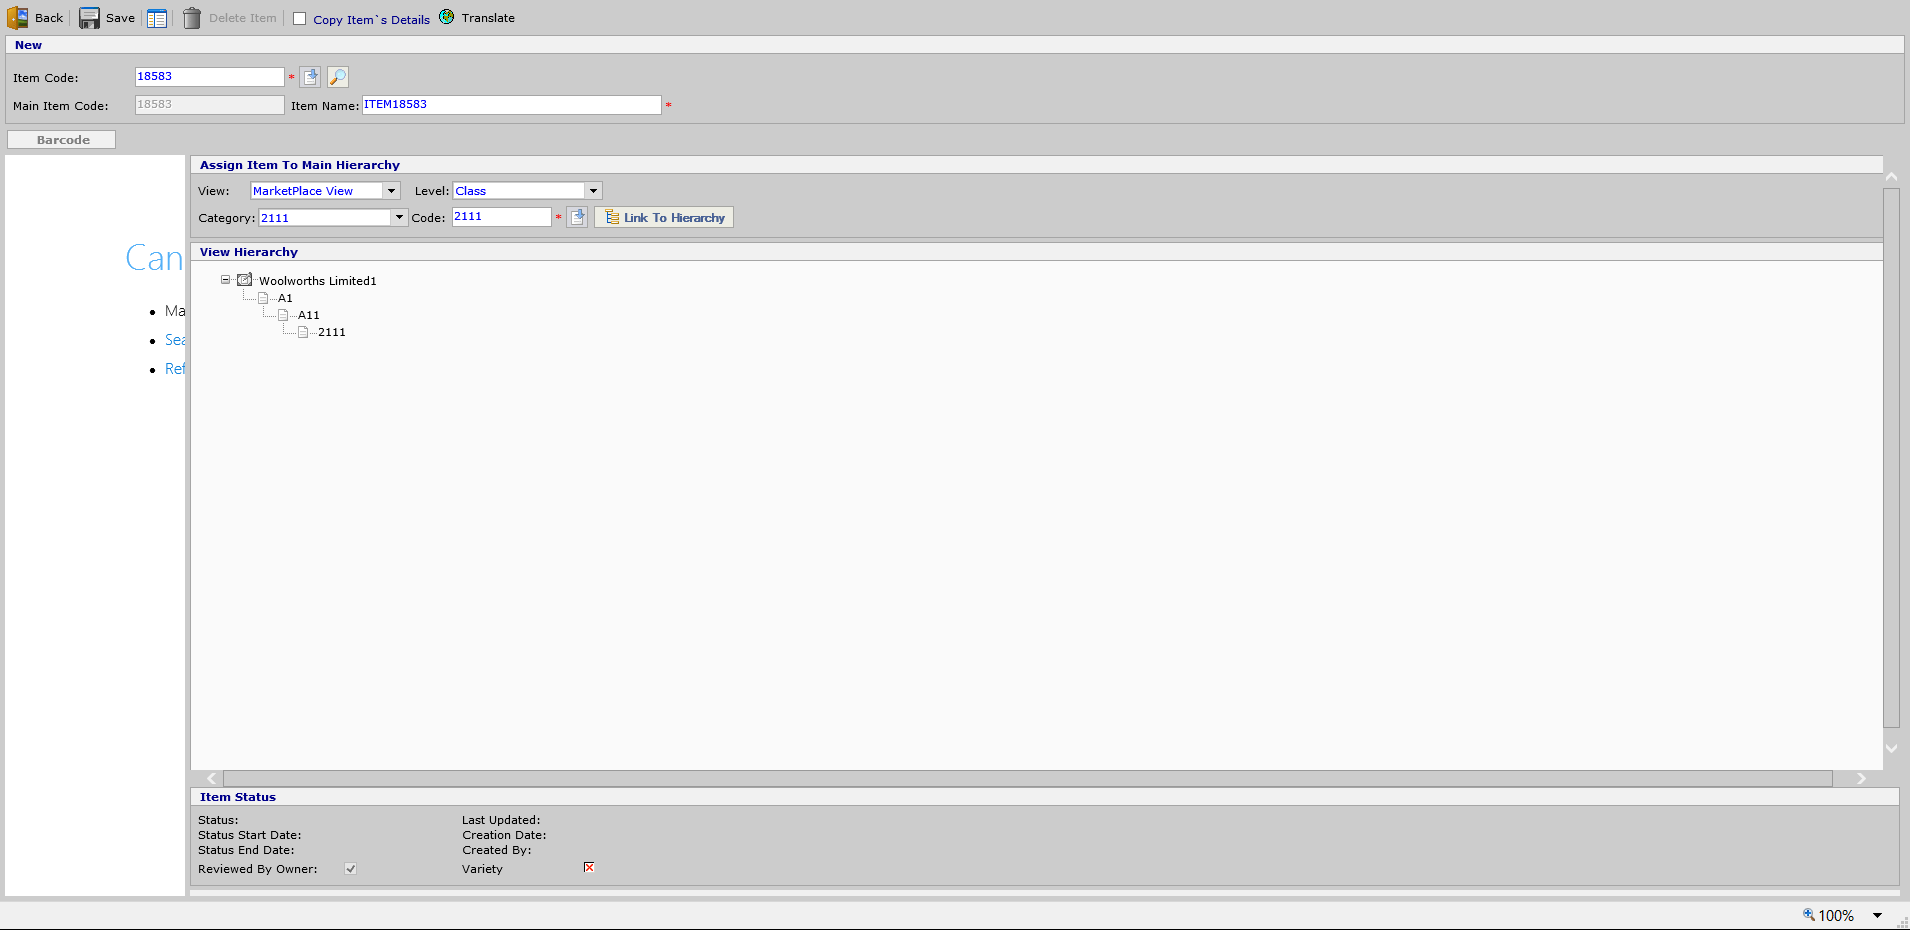 Back Save Delete Item Copy Item`s Details Translate
New
Item Code: 18583 *
Main Item Code: 18583 Item Name: ITEM18583 *
Barcode
Assign Item To Main Hierarchy
View: MarketPlace View Level: Class
Category: 2111 Code: 2111 * Link To Hierarchy
View Hierarchy
Can
Ma
Sea
Ref
Woolworths Limited1
A1
A11
2111
Item Status
Status: Last Updated:
Status Start Date: Creation Date:
Status End Date: Created By:
Reviewed By Owner: Variety
100%